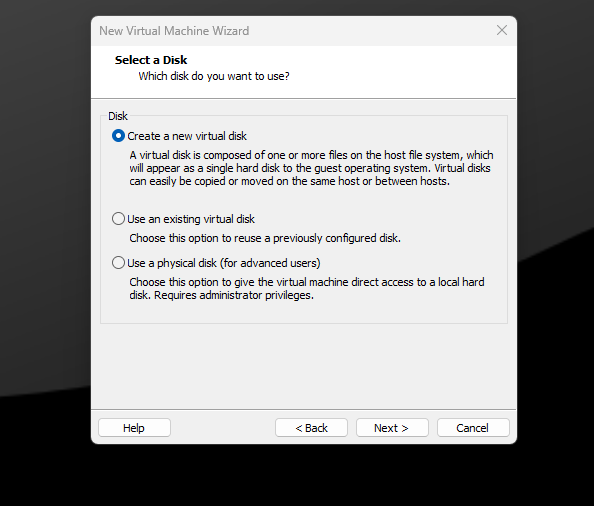 New Virtual Machine Wizard
Select a Disk
Which disk do you want to use?
Disk
Create a new virtual disk
A virtual disk is composed of one or more files on the host file system, which
will appear as a single hard disk to the guest operating system. Virtual disks
can easily be copied or moved on the same host or between hosts.
Use an existing virtual disk
Choose this option to reuse a previously configured disk.
Use a physical disk (for advanced users)
Choose this option to give the virtual machine direct access to a local hard
disk. Requires administrator privileges.
Help
< Back
Next >
Cancel